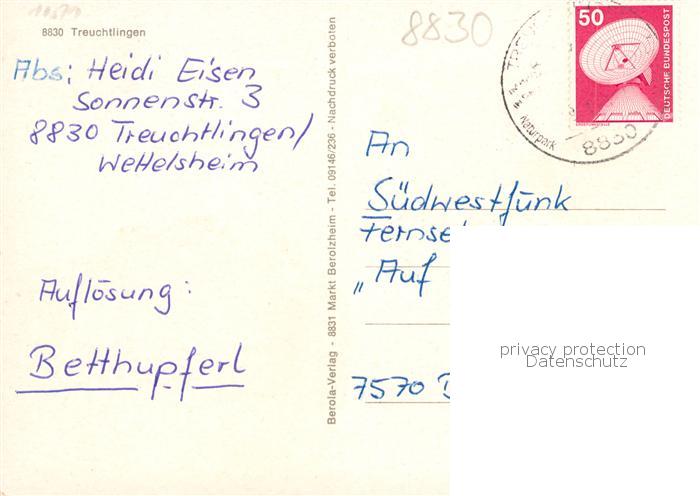 8830 Treuchtlingen
Abs: Heidi Eisen
Sonnenstr. 3
8830 Treuchtlingen/
Wettelsheim
Auflösung:
Betthupferl
Berola-Verlag - 8831 Markt Berolzheim - Tel. 09146/236 - Nachdruck verboten
8830
50
DEUTSCHE BUNDESPOST
Naturpark
8830
An
Südwestfunk
"Auf
7570
privacy protection
Datenschutz